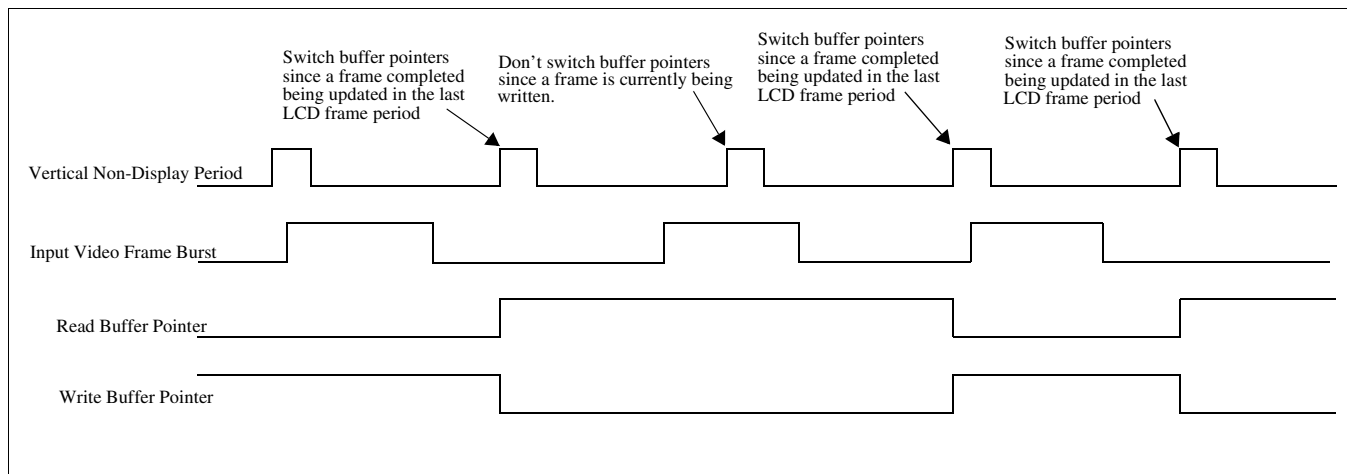 Switch buffer pointers
since a frame completed
being updated in the last
LCD frame period
Don't switch buffer pointers
since a frame is currently being
written.
Switch buffer pointers
since a frame completed
being updated in the last
LCD frame period
Switch buffer pointers
since a frame completed
being updated in the last
LCD frame period
Vertical Non-Display Period
Input Video Frame Burst
Read Buffer Pointer
Write Buffer Pointer